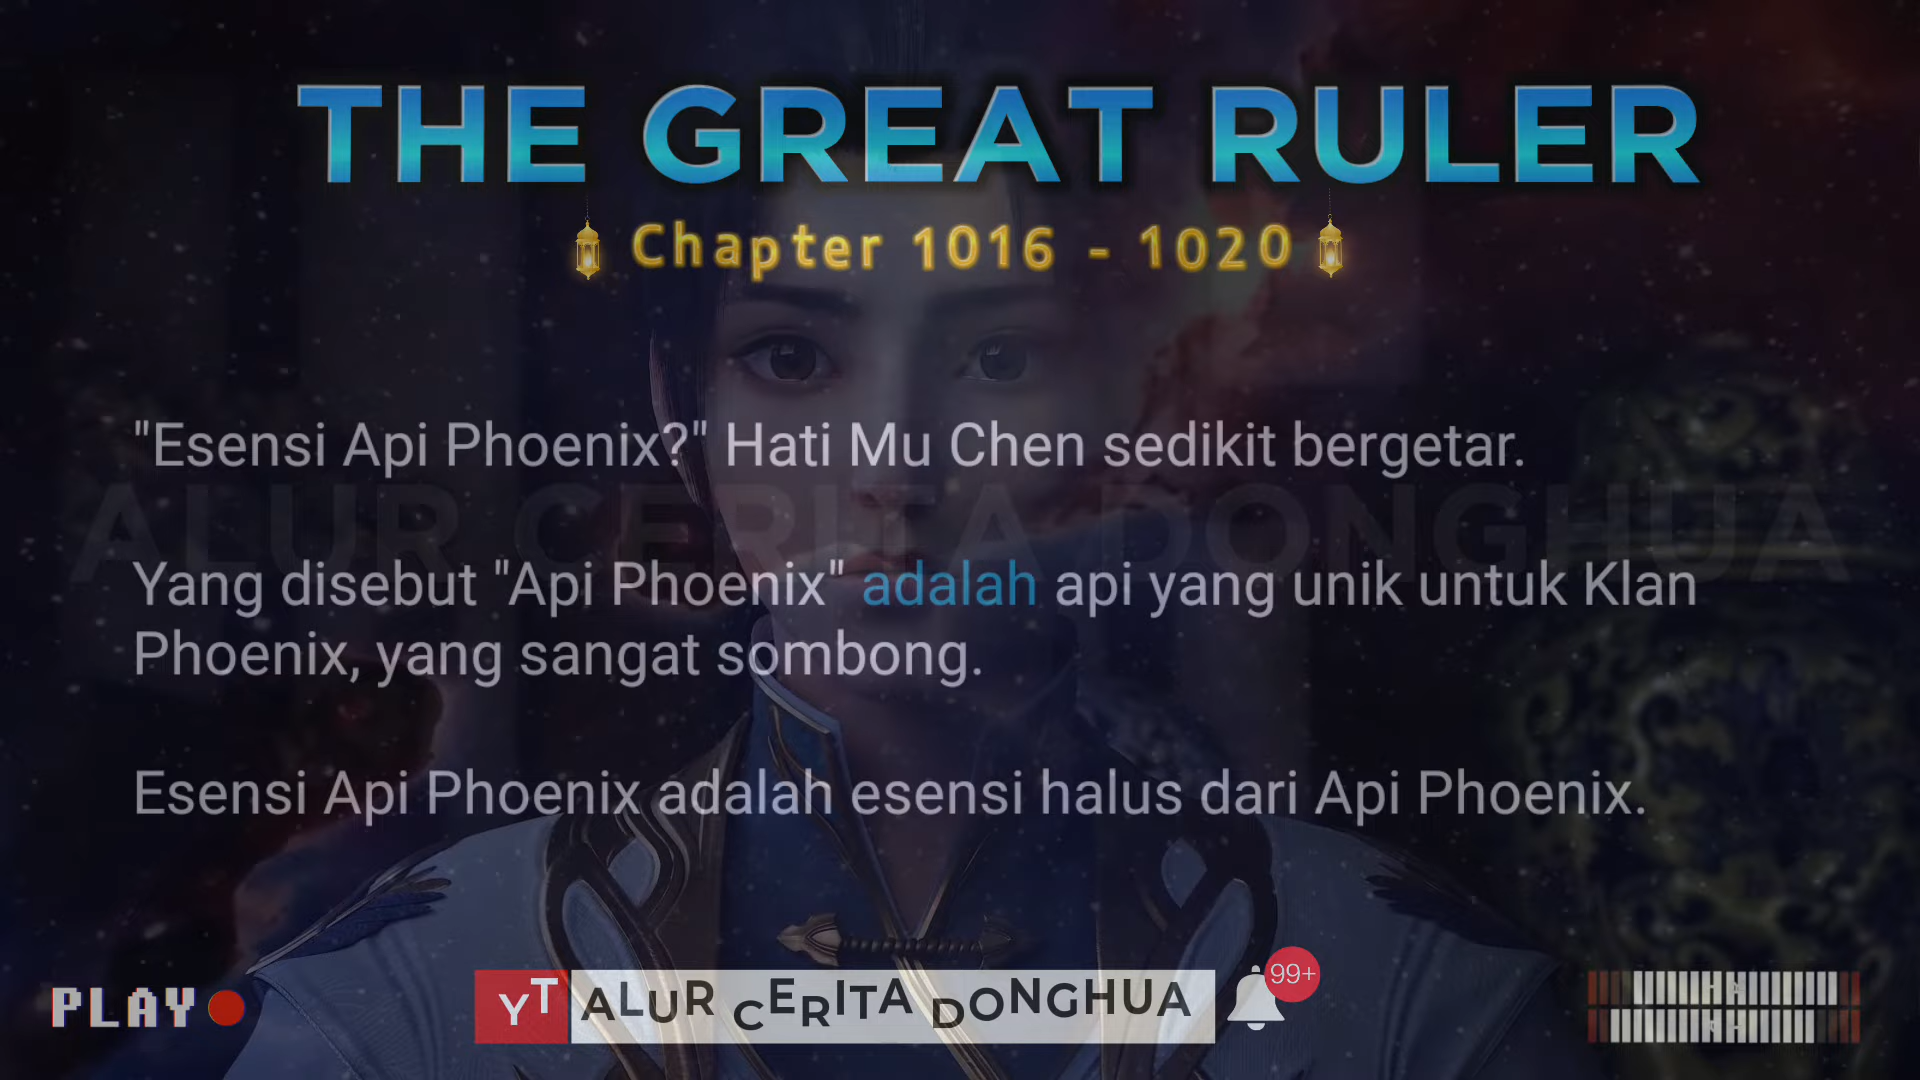 THE GREAT RULER
Chapter 1016 - 1020
"Esensi Api Phoenix?" Hati Mu Chen sedikit bergetar.
ALUR CERITA DONGHUA
Yang disebut "Api Phoenix" adalah api yang unik untuk Klan
Phoenix, yang sangat sombong.
Esensi Api Phoenix adalah esensi halus dari Api Phoenix.
PLAY
YT ALUR CERITA DONGHUA
99+